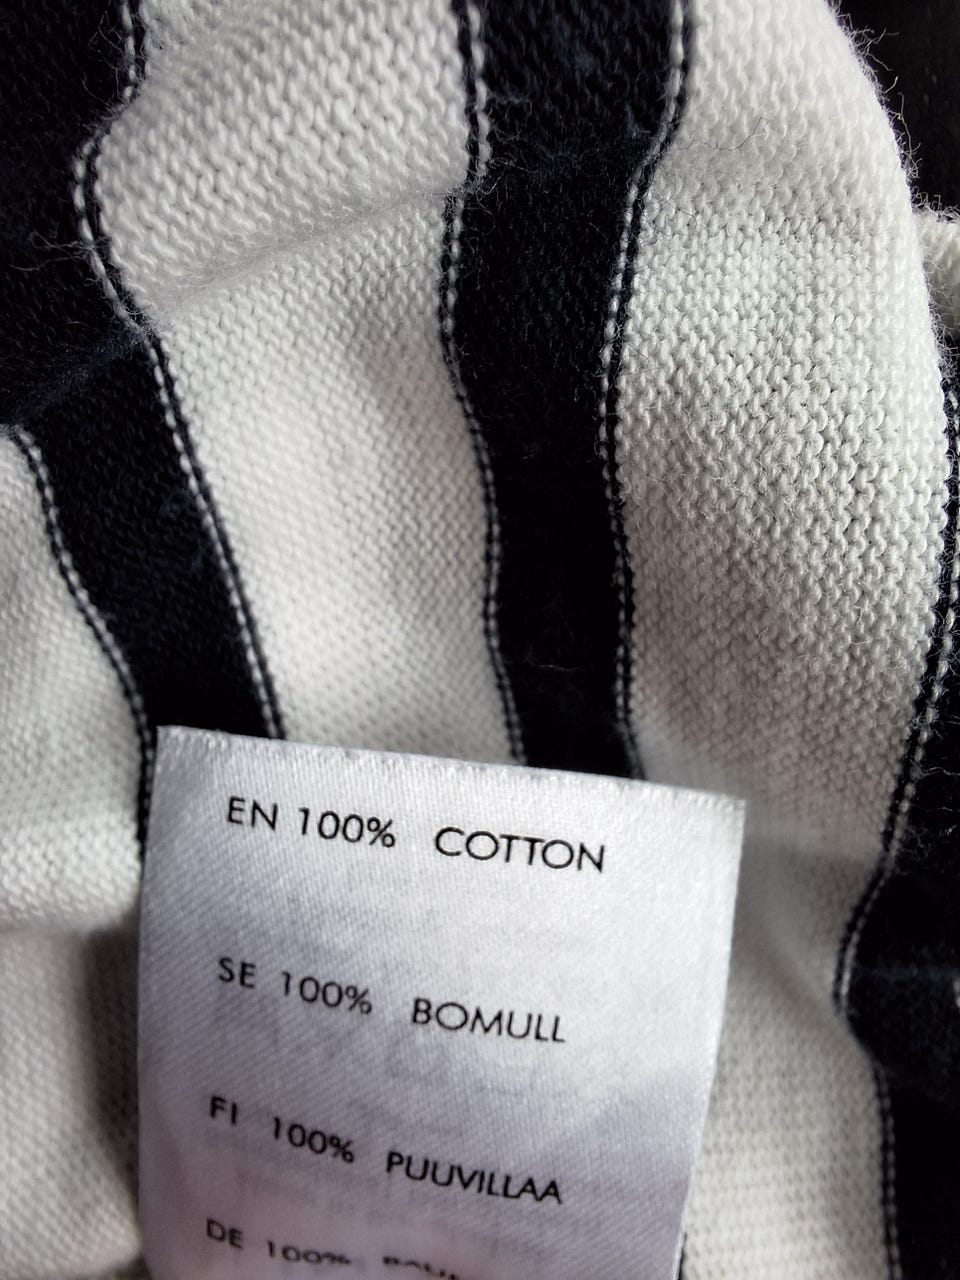 EN 100% COTTON
SE 100% BOMULL
FI 100% PUUVILLAA
DE 100%